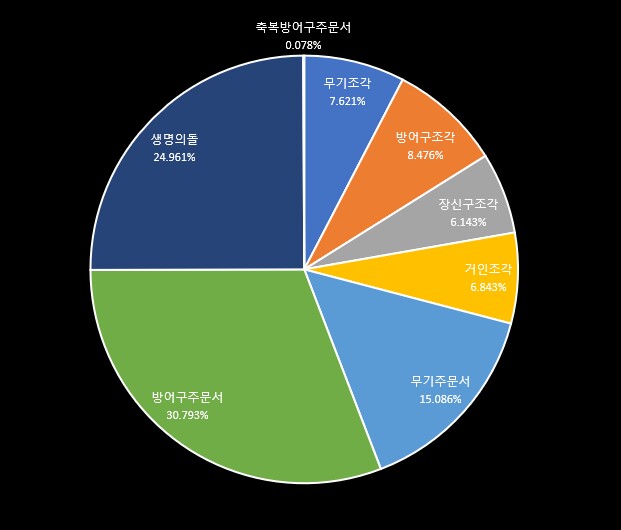 축복방어구주문서
0.078%
무기조각
7.621%
방어구조각
8.476%
장신구조각
6.143%
거인조각
6.843%
무기주문서
15.086%
방어구주문서
30.793%
생명의돌
24.961%